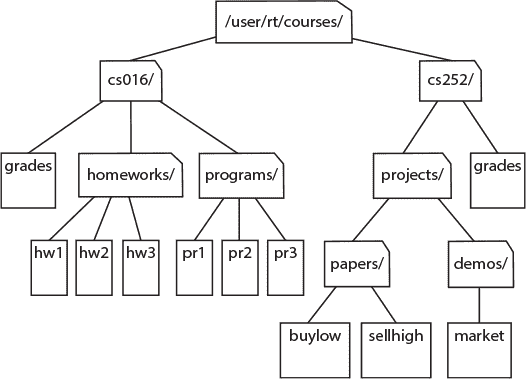 /user/rt/courses/
cs016/
cs252/
grades
homeworks/
programs/
projects/
grades
hw1
hw2
hw3
pr1
pr2
pr3
papers/
demos/
buylow
sellhigh
market